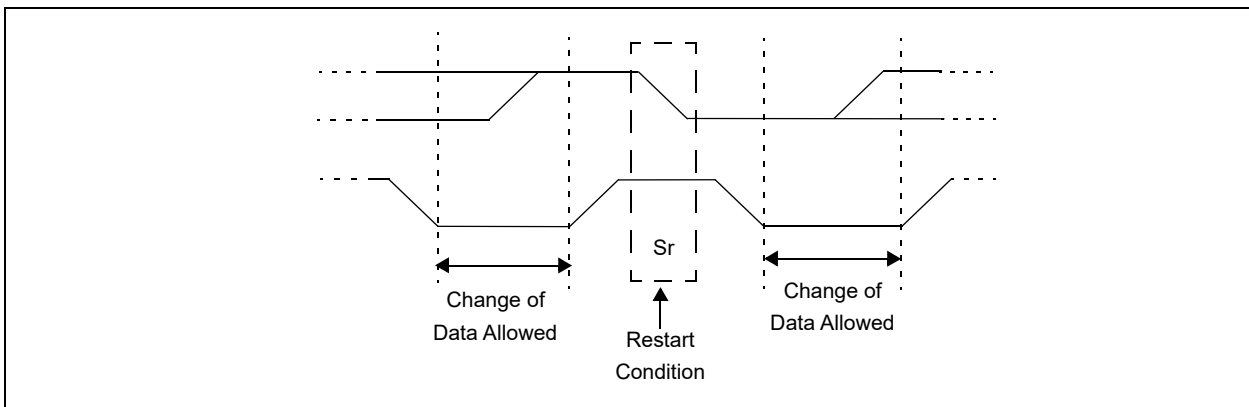 Sr
Change of
Data Allowed
Restart
Condition
Change of
Data Allowed